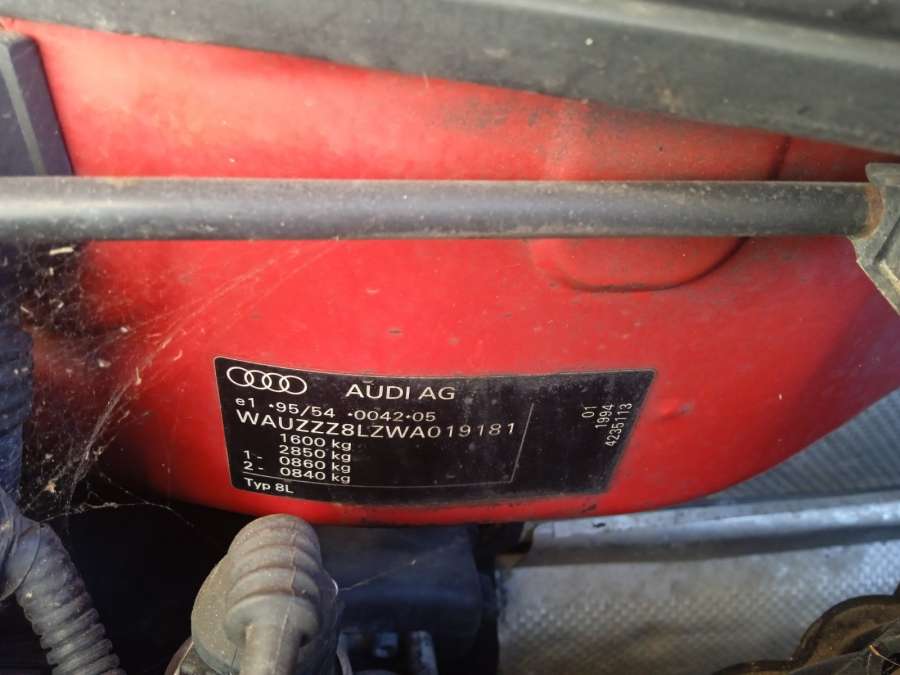 AUDI AG
e1 •95/54 •0042•05
WAUZZZ8LZWA019181
1600 kg
2850 kg
1- 0860 kg
2- 0840 kg
Typ 8L
01
1994
4235113